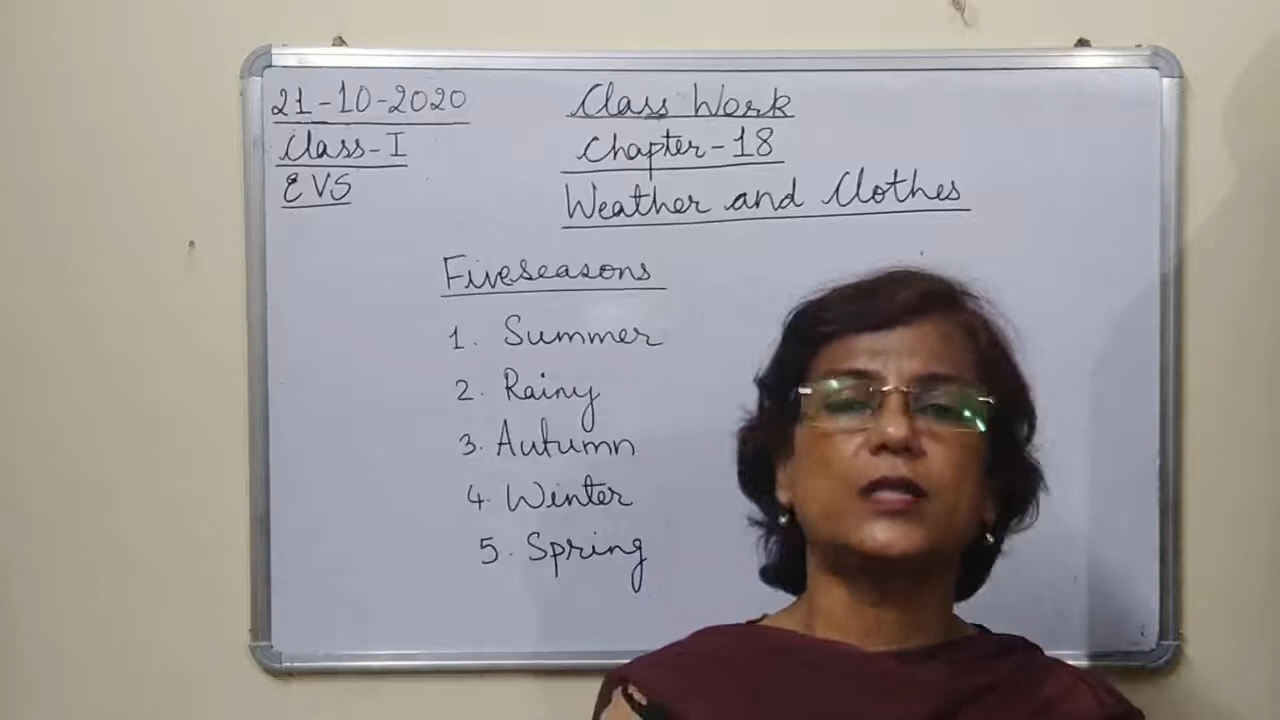 21-10-2020
Class-I
EVS
Class Work
Chapter-18
Weather and Clothes
Fiveseasons
1. Summer
2. Rainy
3. Autumn
4. Winter
5. Spring